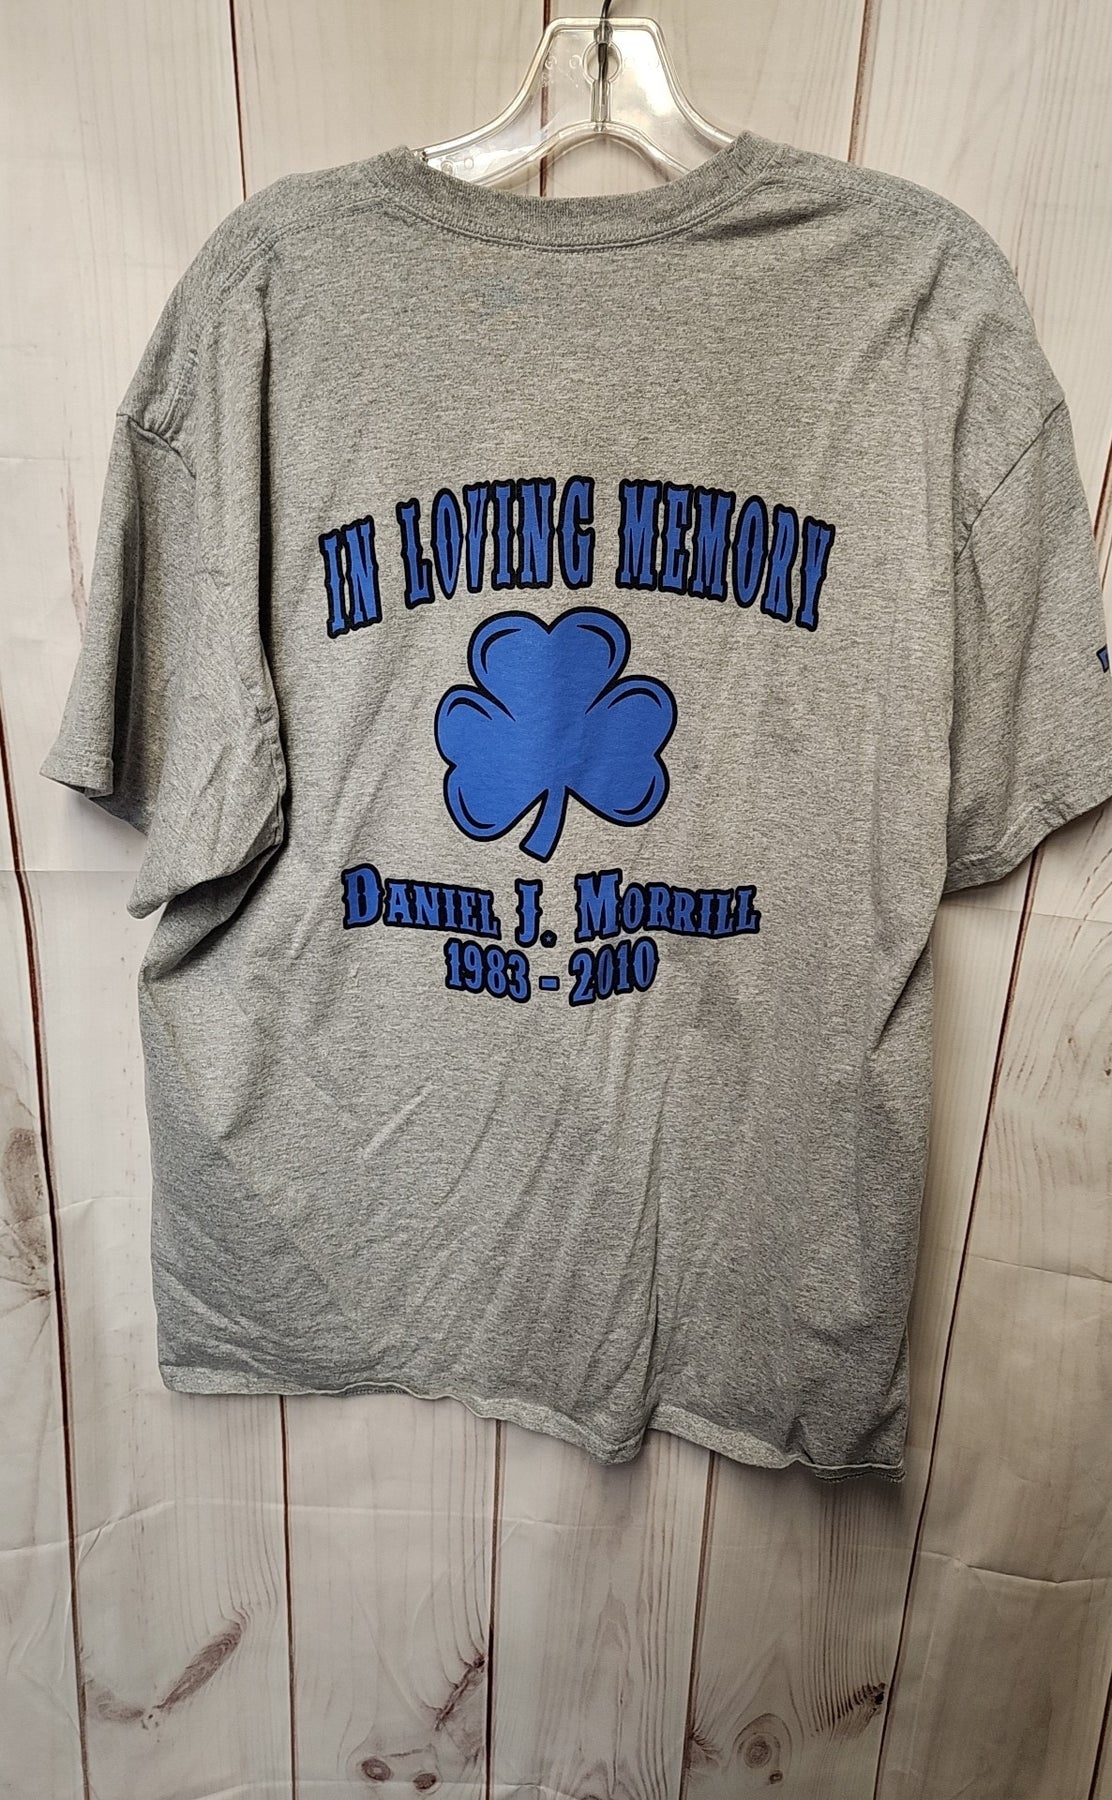 IN LOVING MEMORY
DANIEL J. MORRILL
1983 - 2010